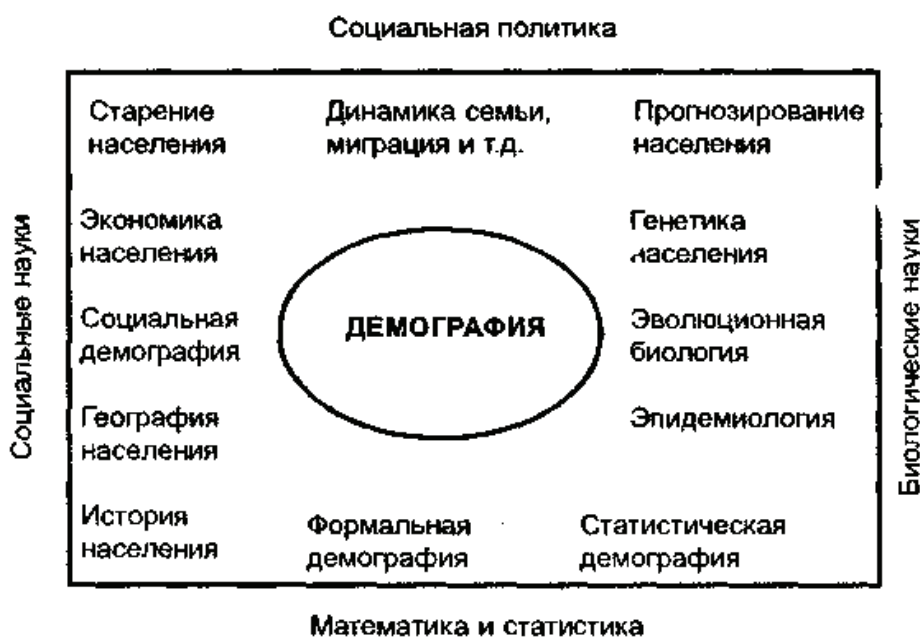 Социальная политика
Старение
населения
Динамика семьи,
миграция и т.д.
Прогнозирование
населения
Социальные науки
Экономика
населения
Социальная
демография
География
населения
История
населения
ДЕМОГРАФИЯ
Генетика
населения
Эволюционная
биология
Эпидемиология
Биологические науки
Формальная
демография
Статистическая
демография
Математика и статистика